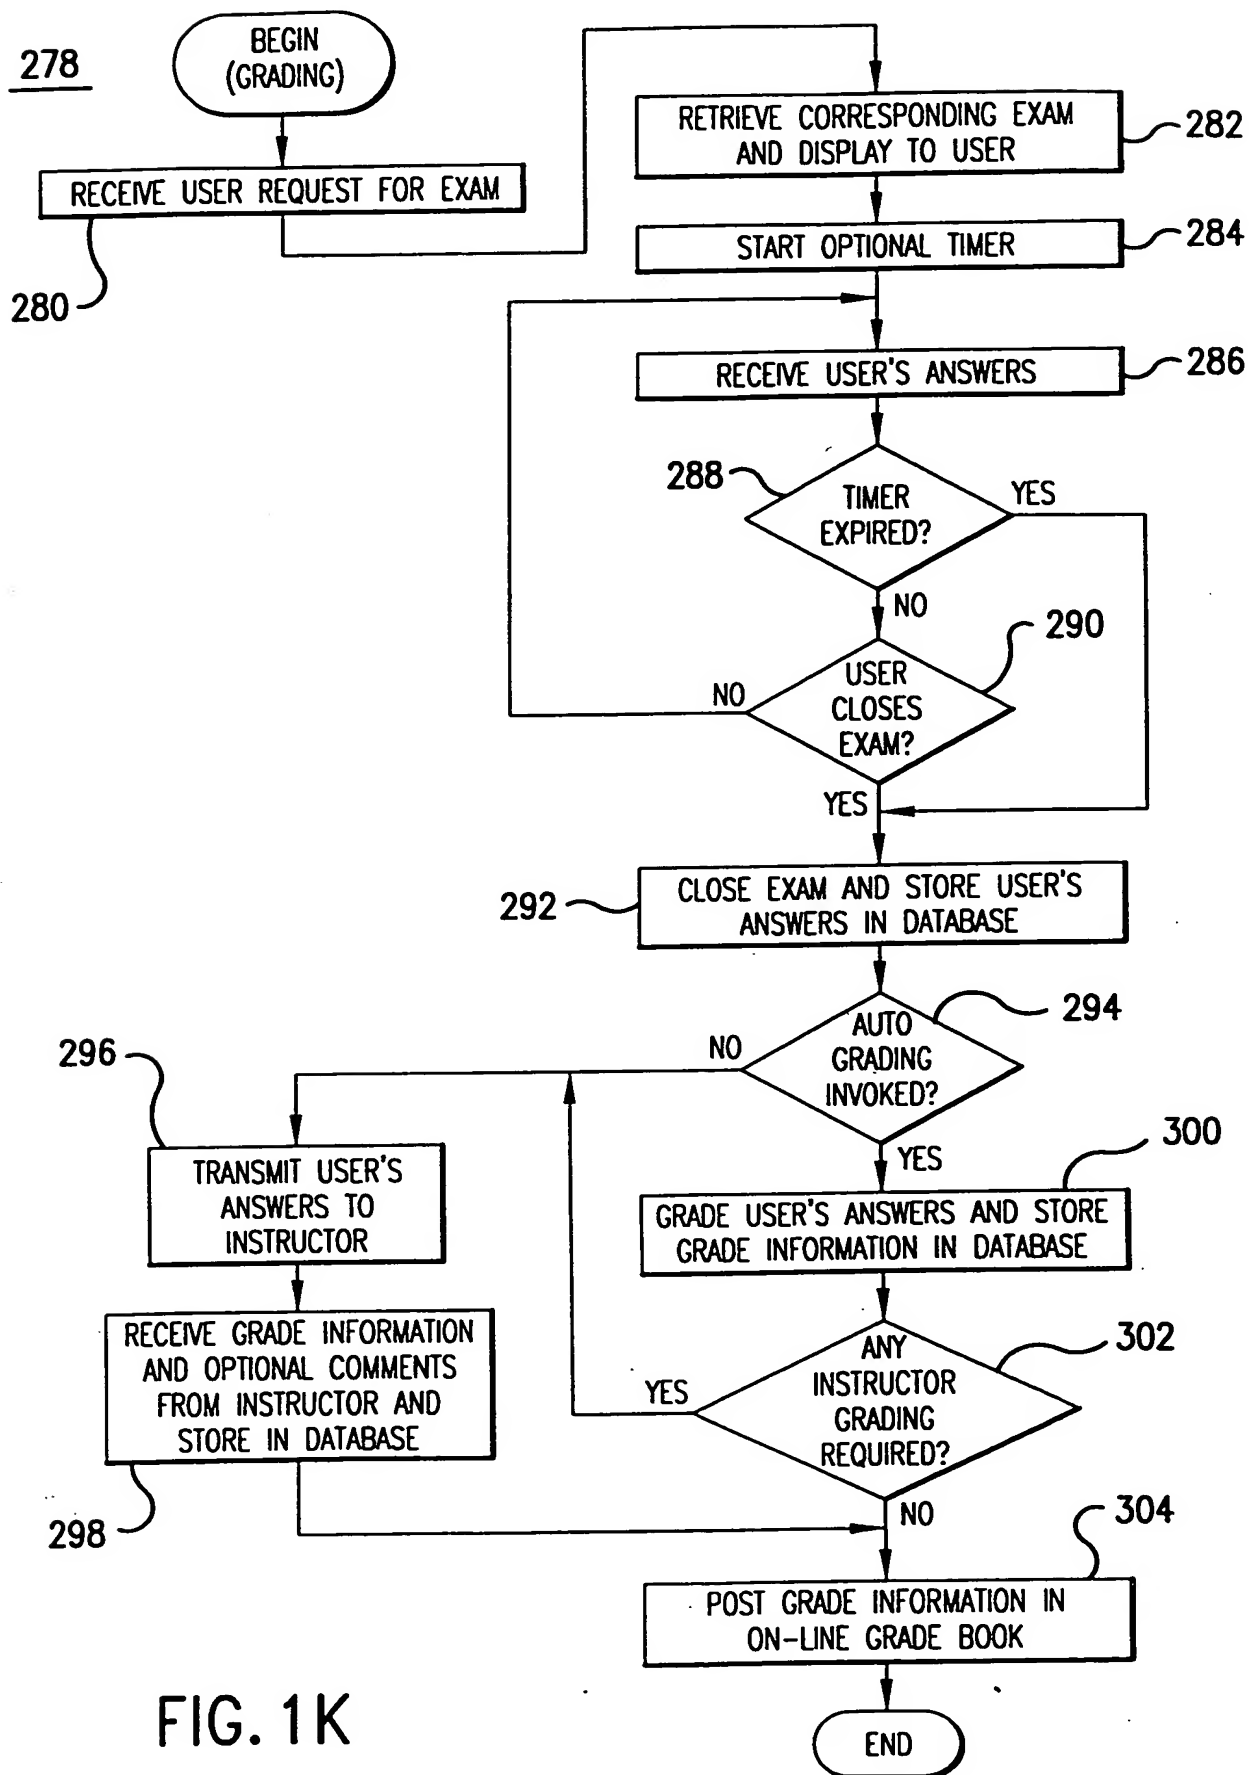 278
BEGIN
(GRADING)
RECEIVE USER REQUEST FOR EXAM
280
RETRIEVE CORRESPONDING EXAM
AND DISPLAY TO USER
282
START OPTIONAL TIMER
284
RECEIVE USER'S ANSWERS
286
288
TIMER
EXPIRED?
YES
NO
290
USER
CLOSES
EXAM?
NO
YES
292
CLOSE EXAM AND STORE USER'S
ANSWERS IN DATABASE
294
AUTO
GRADING
INVOKED?
NO
YES
296
TRANSMIT USER'S
ANSWERS TO
INSTRUCTOR
300
GRADE USER'S ANSWERS AND STORE
GRADE INFORMATION IN DATABASE
RECEIVE GRADE INFORMATION
AND OPTIONAL COMMENTS
FROM INSTRUCTOR AND
STORE IN DATABASE
298
302
ANY
INSTRUCTOR
GRADING
REQUIRED?
YES
NO
304
POST GRADE INFORMATION IN
ON-LINE GRADE BOOK
END
FIG. 1K